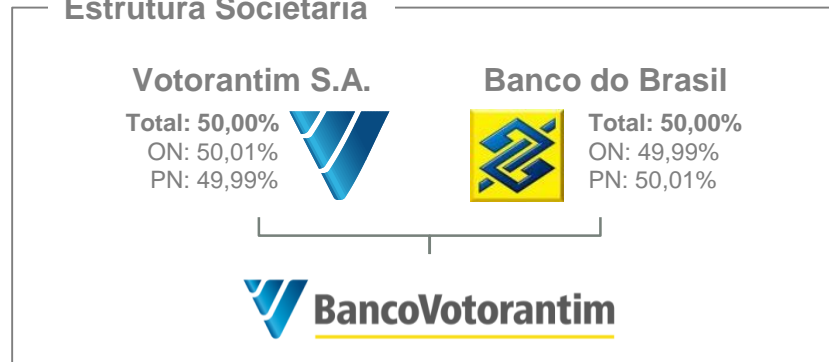 Estrutura Societária
Votorantim S.A.
Total: 50,00%
ON: 50,01%
PN: 49,99%
Banco do Brasil
Total: 50,00%
ON: 49,99%
PN: 50,01%
BancoVotorantim